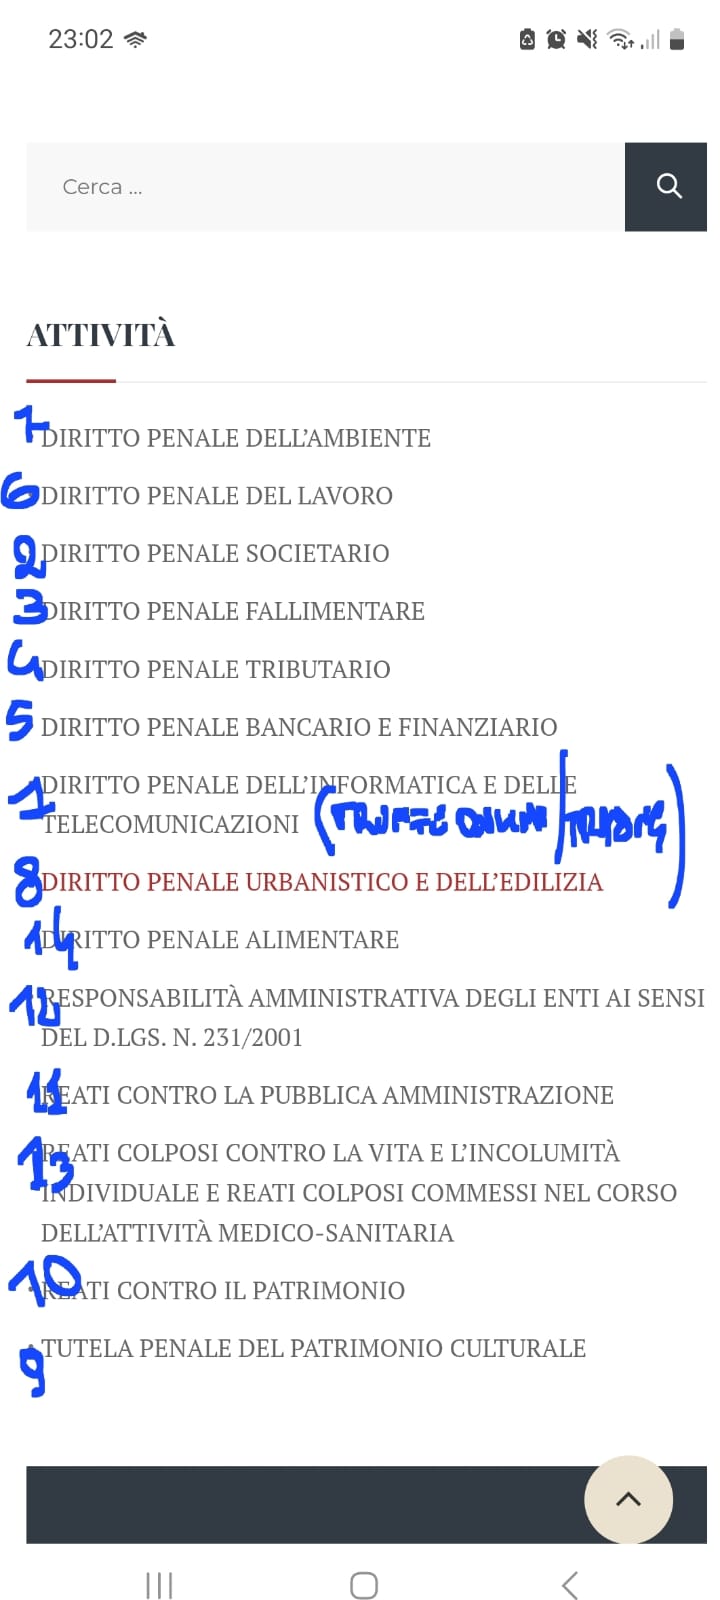 23:02
Cerca ...
ATTIVITÀ
7 DIRITTO PENALE DELL'AMBIENTE
6 DIRITTO PENALE DEL LAVORO
2 DIRITTO PENALE SOCIETARIO
3 DIRITTO PENALE FALLIMENTARE
4 DIRITTO PENALE TRIBUTARIO
5 DIRITTO PENALE BANCARIO E FINANZIARIO
1 DIRITTO PENALE DELL'INFORMATICA E DELLE
TELECOMUNICAZIONI (TRUFFE
8 DIRITTO PENALE URBANISTICO E DELL'EDILIZIA
14 DIRITTO PENALE ALIMENTARE
RESPONSABILITÀ AMMINISTRATIVA DEGLI ENTI AI SENSI
DEL D.LGS. N. 231/2001
11 REATI CONTRO LA PUBBLICA AMMINISTRAZIONE
13 REATI COLPOSI CONTRO LA VITA E L'INCOLUMITÀ
INDIVIDUALE E REATI COLPOSI COMMESSI NEL CORSO
DELL'ATTIVITÀ MEDICO-SANITARIA
10 REATI CONTRO IL PATRIMONIO
9 TUTELA PENALE DEL PATRIMONIO CULTURALE